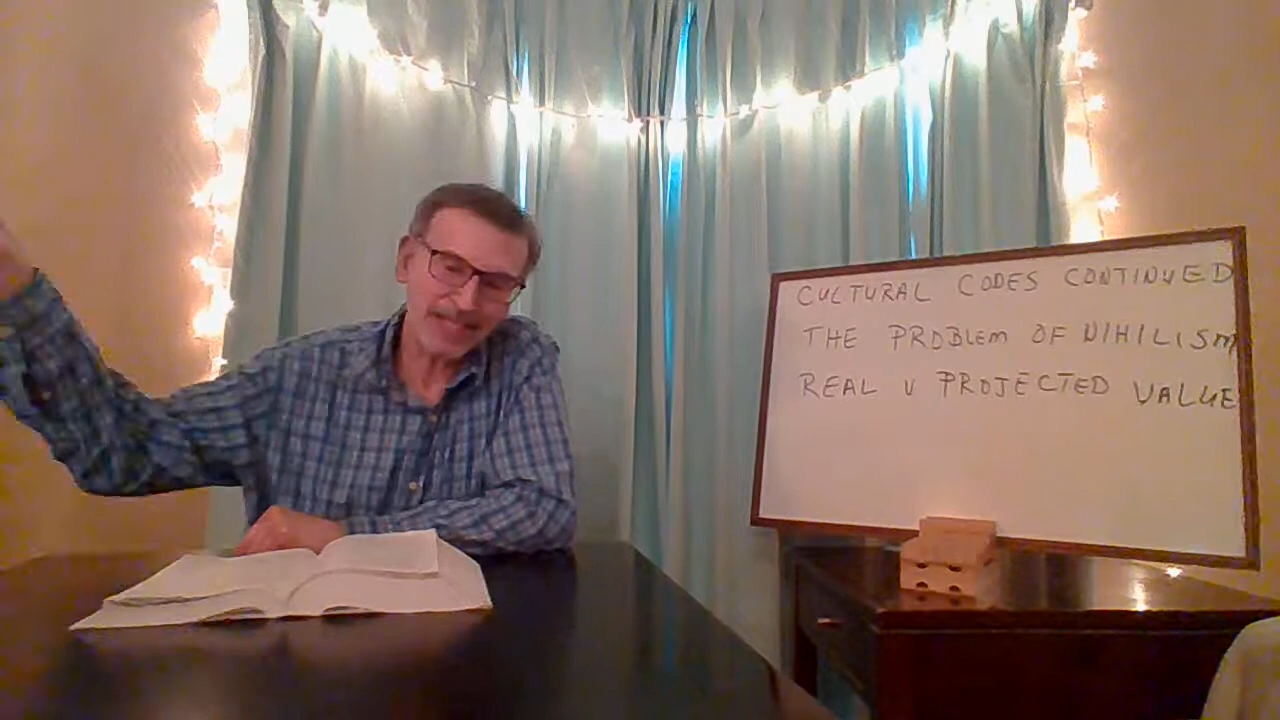 CULTURAL CODES CONTINUED
THE PROBLEM OF NIHILISM
REAL V PROJECTED VALUE